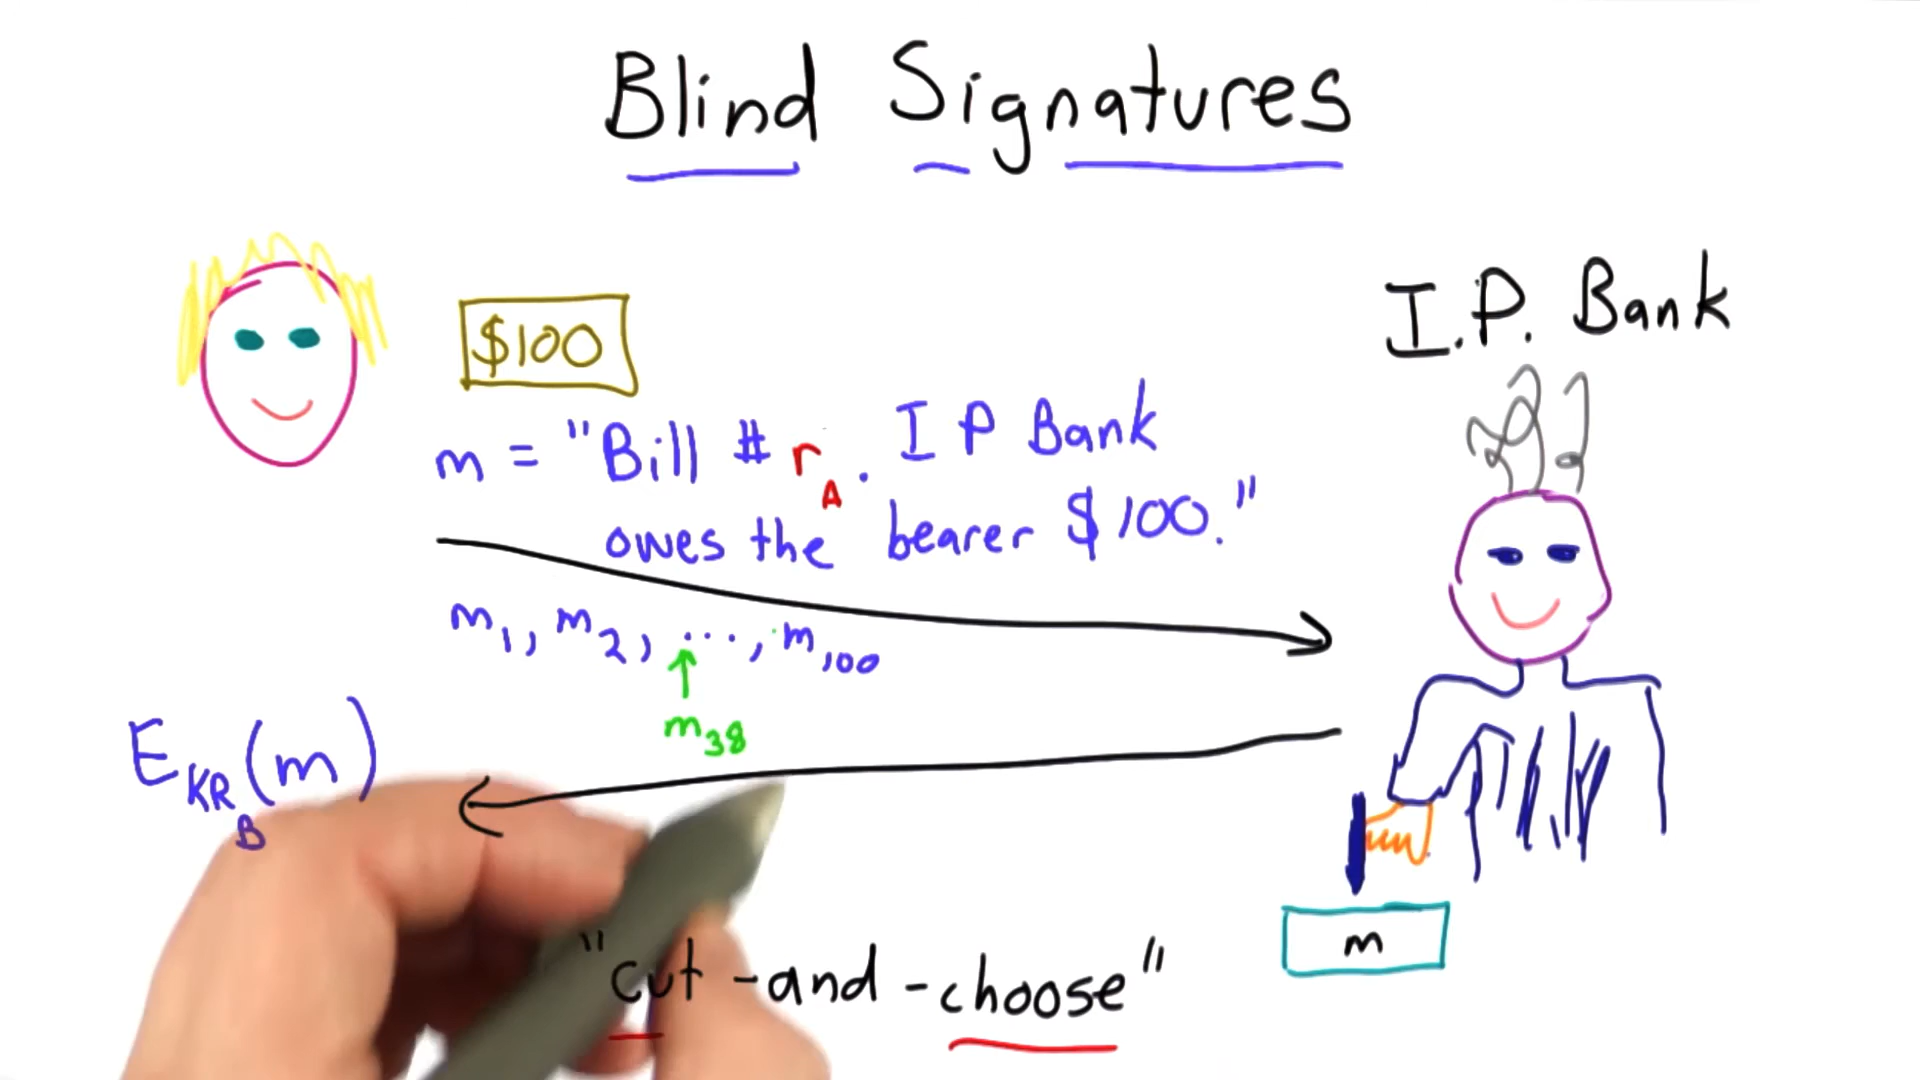 Blind Signatures
$100
I.P. Bank
m = "Bill # r_A. I P Bank
owes the bearer $100."
m_1, m_2, ..., m_100
m_38
E_KR_B(m)
m
"cut-and-choose"